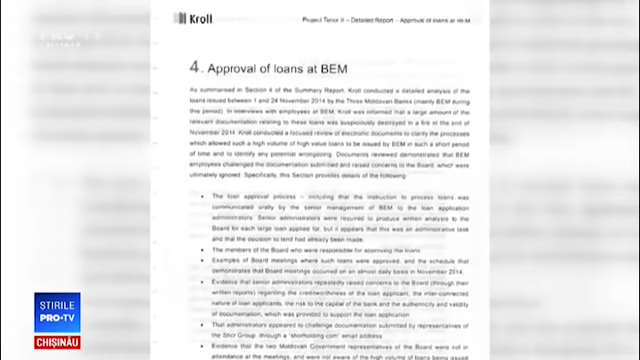 PRO•TV
CHIȘINĂU
Kroll
Project Tenor II – Detailed Report – Approval of loans at BEM
4. Approval of loans at BEM
As summarised in Section 4 of the Summary Report, Kroll conducted a detailed analysis of the
loans issued between 1 and 24 November 2014 by the Three Moldovan Banks (mainly BEM during
this period). In interviews with employees at BEM, Kroll was informed that a large amount of the
relevant documentation relating to these loans was suspiciously destroyed in a fire at the end of
November 2014. Kroll conducted a focused review of electronic documents to clarify the processes
which allowed such a high volume of high value loans to be issued by BEM in such a short period
of time and to identify any potential wrongdoing. Documents reviewed demonstrated that BEM
employees challenged the documentation submitted and raised concerns to the Board, which were
ultimately ignored. Specifically, this Section provides details of the following:
• The loan approval process – including that the instruction to process loans was
communicated orally by the senior management of BEM to the loan application
administrators. Senior administrators were required to produce written analysis to the
Board for each large loan applied for, but it appears that this was an administrative task
and that the decision to lend had already been made;
• The members of the Board who were responsible for approving the loans
• Examples of Board meetings where such loans were approved, and the schedule that
demonstrates that Board meetings occurred on an almost daily basis in November 2014;
• Evidence that senior administrators repeatedly raised concerns to the Board (through their
written reports) regarding the creditworthiness of the loan applicant, the inter-connected
nature of loan applicants, the risk to the capital of the bank and the authenticity and validity
of documentation, which was provided to support the loan application
• That administrators appeared to challenge documentation submitted by representatives of
the Shor Group, through a "shorholding.com" email address
• Evidence that the two Moldovan Government representatives of the Board were not in
attendance at the meetings, and were not aware of the high volume of loans being issued
ȘTIRILE
PRO•TV
CHIȘINĂU